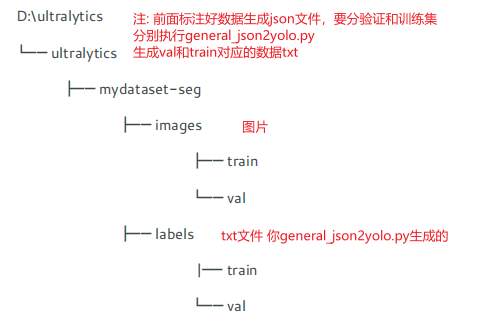 D:\ultralytics 注: 前面标注好数据生成json文件，要分验证和训练集
分别执行general_json2yolo.py
└── ultralytics 生成val和train对应的数据txt
├── mydataset-seg
├── images 图片
├── train
└── val
├── labels txt文件 你general_json2yolo.py生成的
├── train
└── val